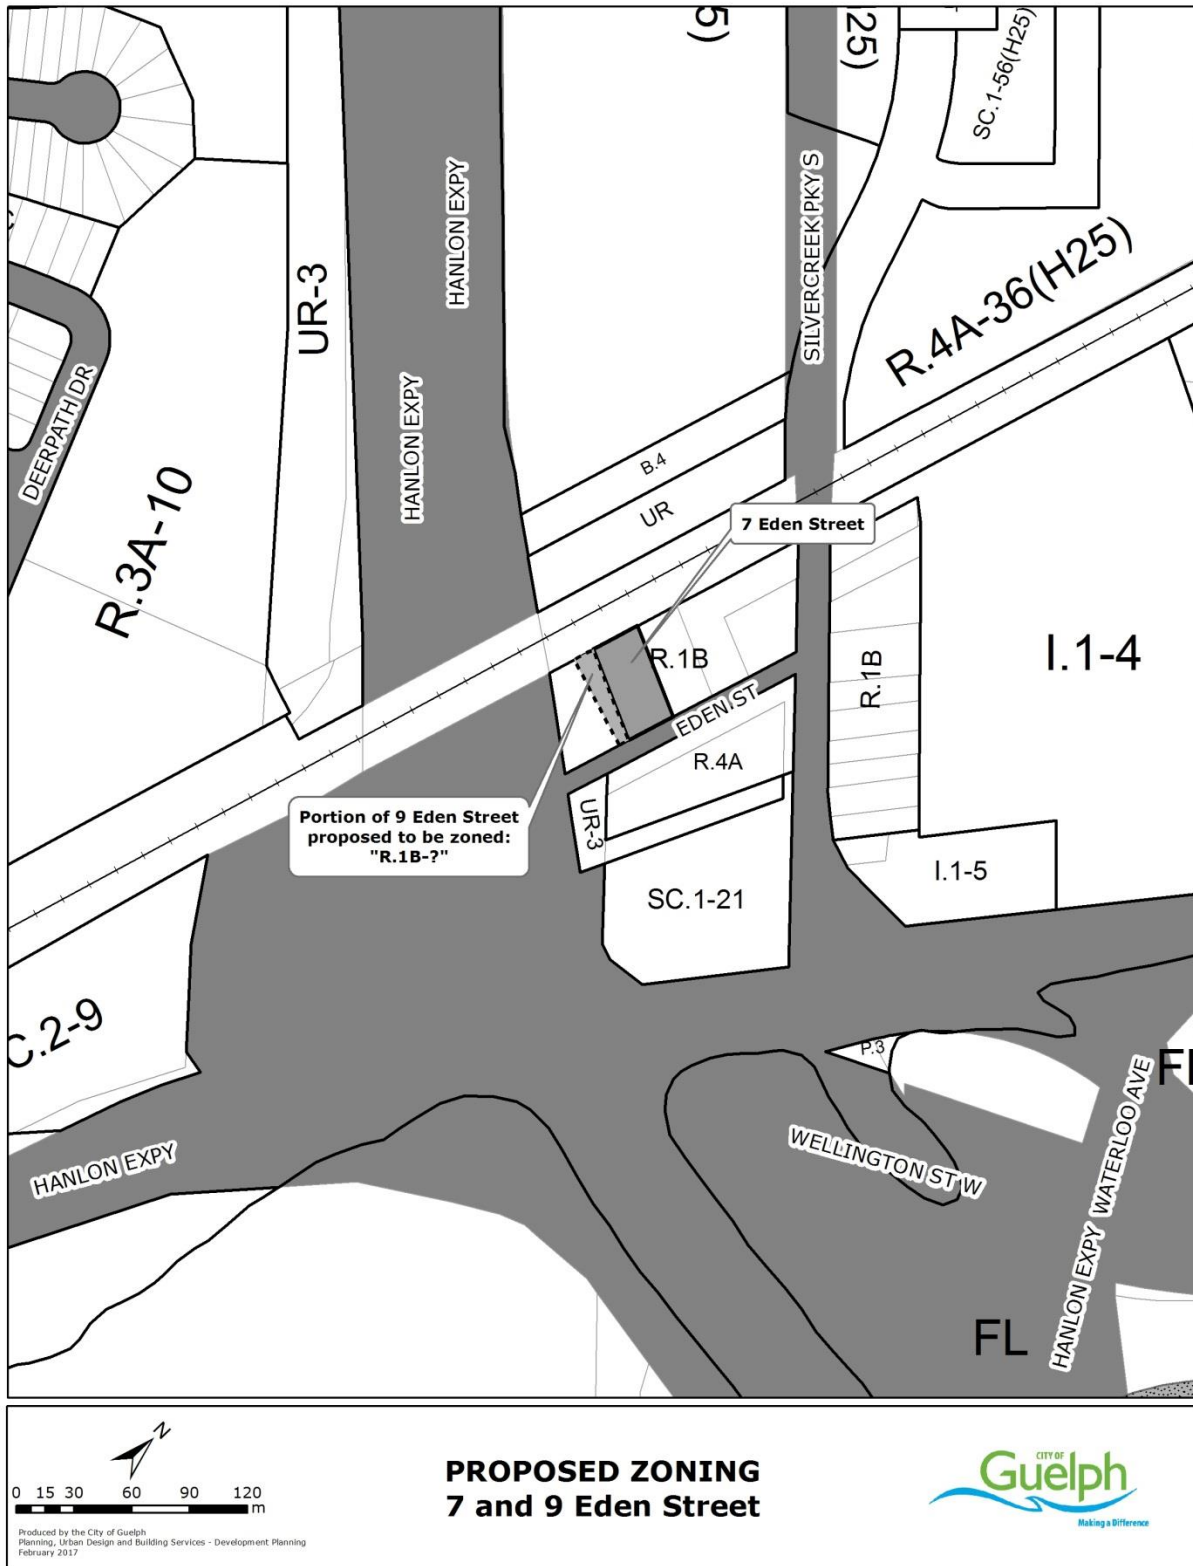 5)
H25)
SC.1-56(H25)
SILVERCREEK PKY S
HANLON EXPY
UR-3
R.4A-36(H25)
HANLON EXPY
DEERPATH DR
B.4
UR
7 Eden Street
R.3A-10
R.1B
R.1B
I.1-4
EDEN ST
R.4A
Portion of 9 Eden Street
proposed to be zoned:
"R.1B-?"
UR-3
I.1-5
SC.1-21
C.2-9
P.3
FL
HANLON EXPY
WELLINGTON ST W
HANLON EXPY WATERLOO AVE
FL
N
0 15 30 60 90 120
m
Produced by the City of Guelph
Planning, Urban Design and Building Services - Development Planning
February 2017
PROPOSED ZONING
7 and 9 Eden Street
CITY OF
Guelph
Making a Difference